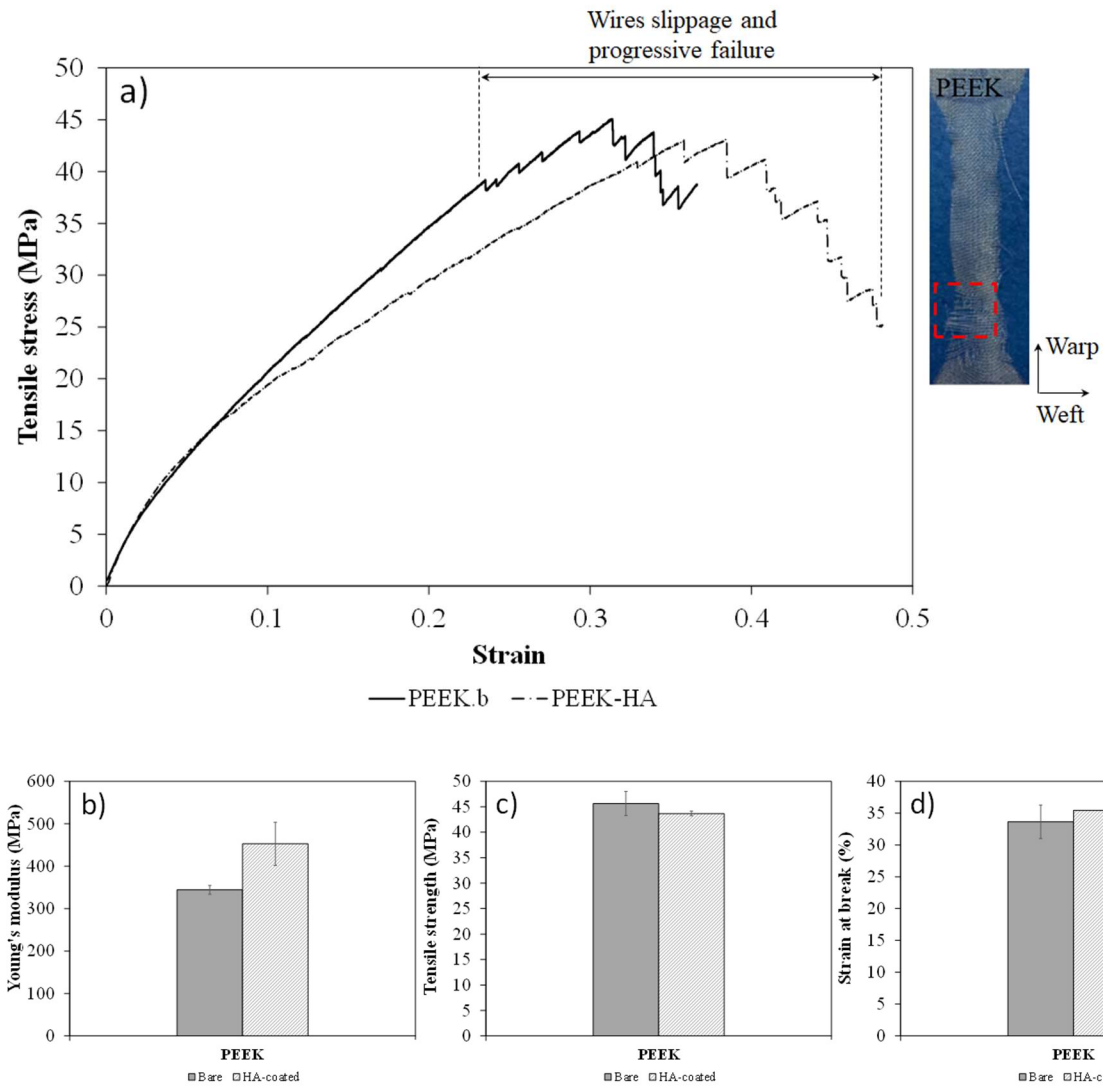 Wires slippage and
progressive failure
a)
50
45
40
35
30
25
20
15
10
5
0
Tensile stress (MPa)
0 0.1 0.2 0.3 0.4 0.5
Strain
PEEK.b PEEK-HA
PEEK
Warp
Weft
b)
600
500
400
300
200
100
0
Young's modulus (MPa)
PEEK
Bare HA-coated
c)
50
45
40
35
30
25
20
15
10
5
0
Tensile strength (MPa)
PEEK
Bare HA-coated
d)
40
35
30
25
20
15
10
5
0
Strain at break (%)
PEEK
Bare HA-c